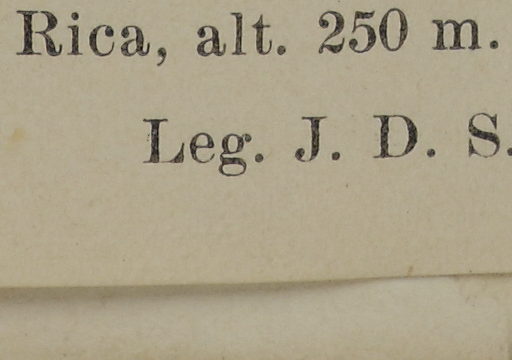 Rica, alt. 250 m.
Leg. J. D. S.